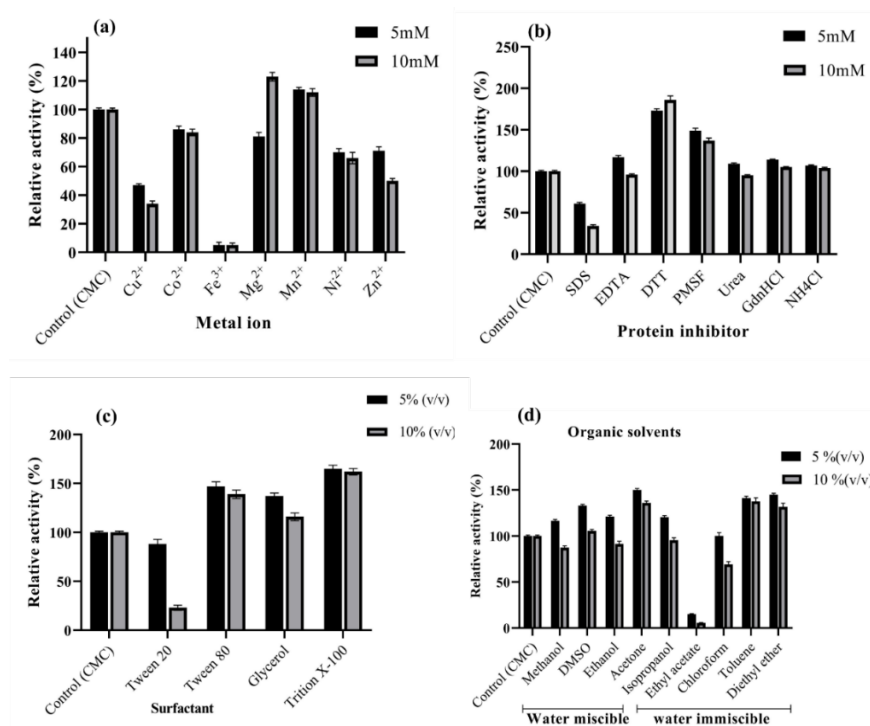 (a)
5mM
10mM
Relative activity (%)
140
120
100
80
60
40
20
0
Control (CMC)
Cu²⁺
Co²⁺
Fe³⁺
Mg²⁺
Mn²⁺
Ni²⁺
Zn²⁺
Metal ion
(b)
5mM
10mM
Relative activity (%)
250
200
150
100
50
0
Control (CMC)
SDS
EDTA
DTT
PMSF
Urea
GdnHCl
NH4Cl
Protein inhibitor
(c)
5% (v/v)
10% (v/v)
Relative activity (%)
200
150
100
50
0
Control (CMC)
Tween 20
Tween 80
Glycerol
Trition X-100
Surfactant
(d)
Organic solvents
5 %(v/v)
10 %(v/v)
Relative activity (%)
200
150
100
50
0
Control (CMC)
Methanol
DMSO
Ethanol
Acetone
Isopropanol
Ethyl acetate
Chloroform
Toluene
Diethyl ether
Water miscible
water immiscible